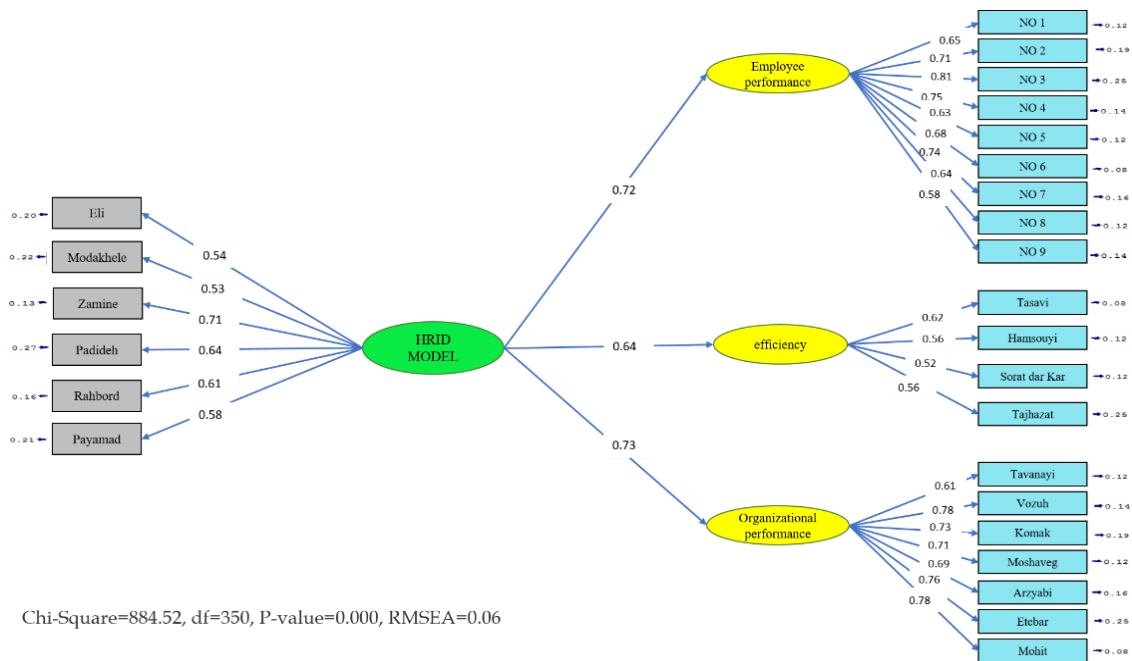 0.20
Eli
0.22
Modakhele
0.13
Zamine
0.27
Padideh
0.16
Rahbord
0.21
Payamad
0.54
0.53
0.71
0.64
0.61
0.58
HRID
MODEL
0.72
0.64
0.73
Employee
performance
efficiency
Organizational
performance
0.65
0.71
0.81
0.75
0.63
0.68
0.74
0.64
0.58
NO 1
0.12
NO 2
0.19
NO 3
0.25
NO 4
0.14
NO 5
0.12
NO 6
0.08
NO 7
0.16
NO 8
0.12
NO 9
0.14
0.62
0.56
0.52
0.56
Tasavi
0.08
Hamsouyi
0.12
Sorat dar Kar
0.12
Tajhazat
0.25
0.61
0.78
0.73
0.71
0.69
0.76
0.78
Tavanayi
0.12
Vozuh
0.14
Komak
0.19
Moshaveg
0.12
Arzyabi
0.16
Etebar
0.25
Mohit
0.08
Chi-Square=884.52, df=350, P-value=0.000, RMSEA=0.06